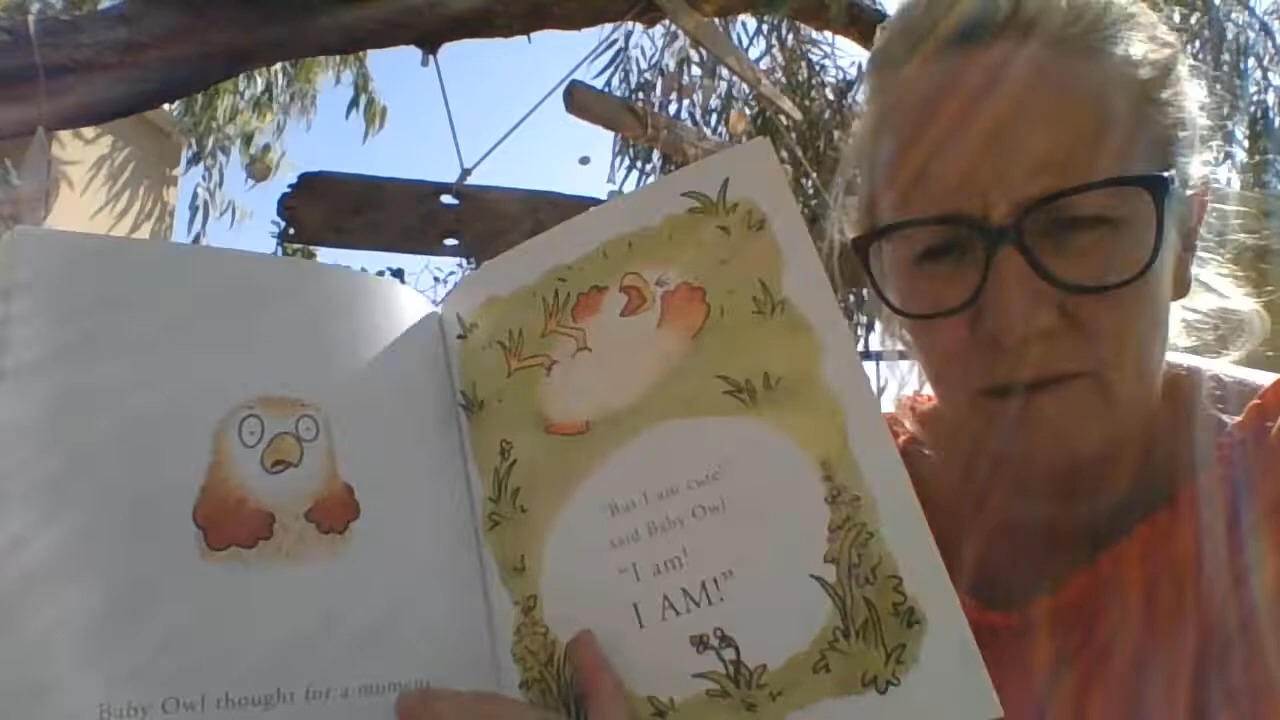 Baby Owl thought for a moment
"But I am cute"
said Baby Owl
"I am!
I AM!"